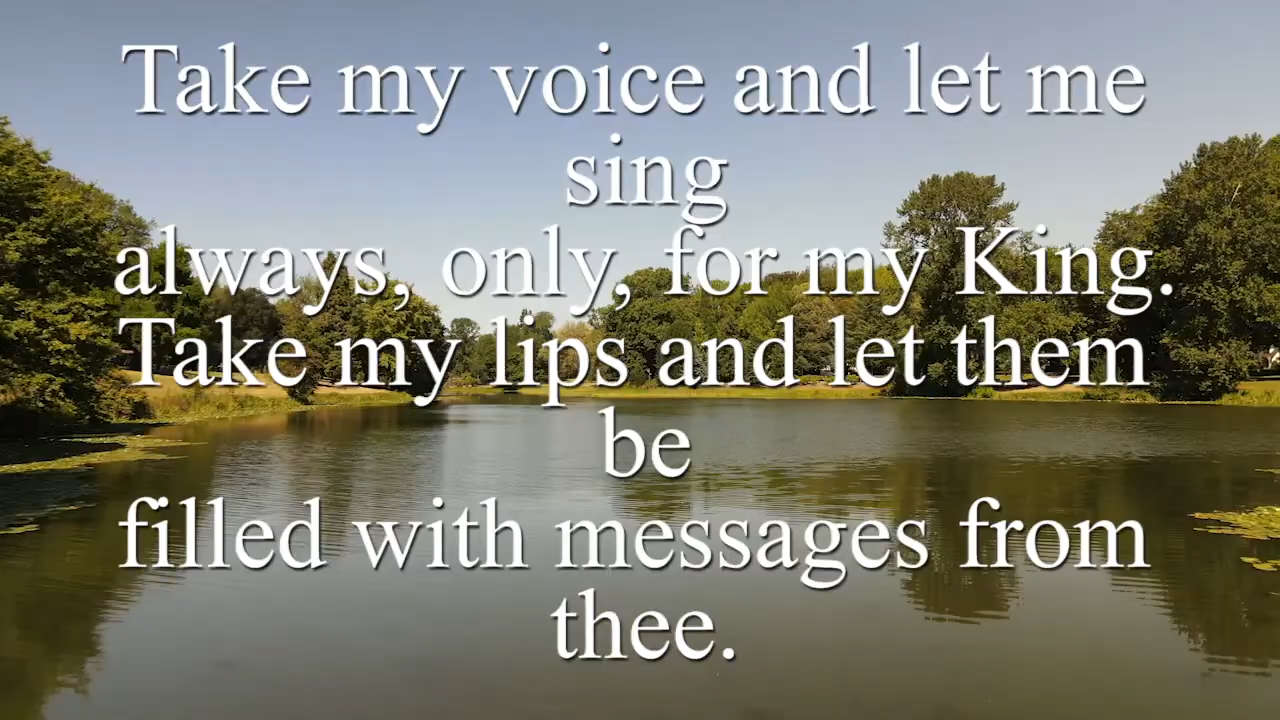 Take my voice and let me
sing
always, only, for my King.
Take my lips and let them
be
filled with messages from
thee.